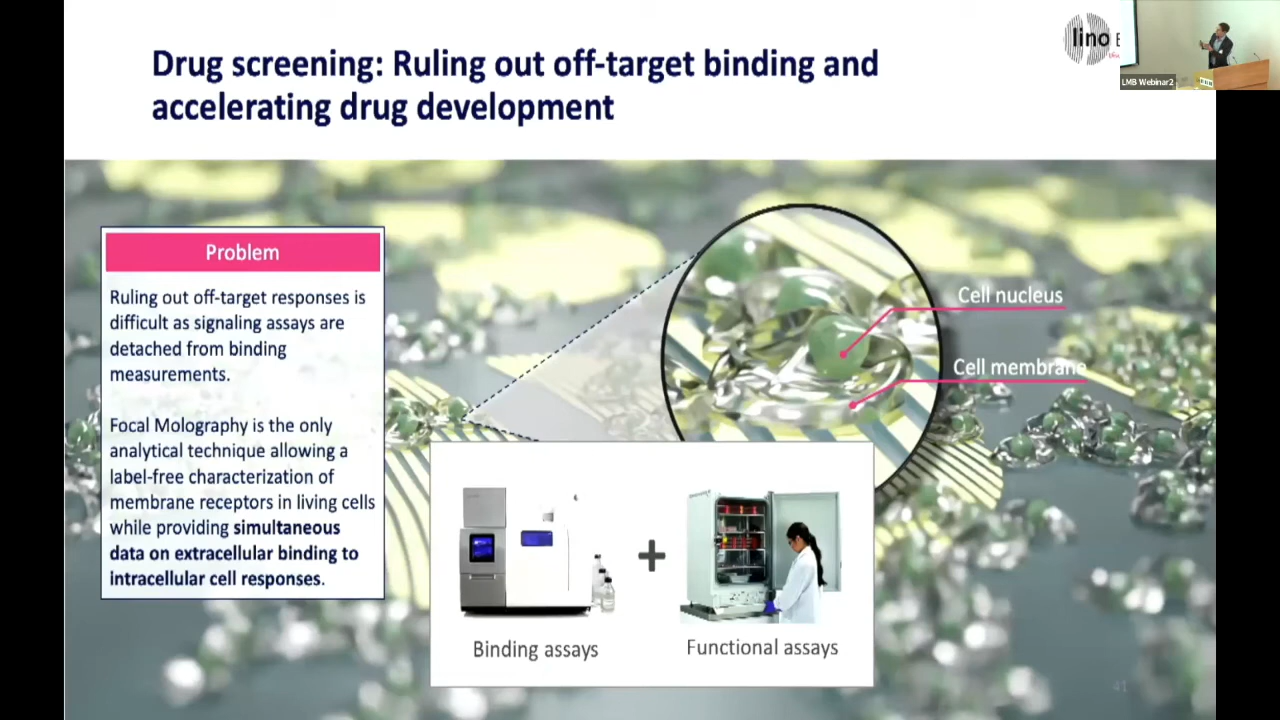 Drug screening: Ruling out off-target binding and
accelerating drug development
lino
LMB Webinar2
Problem
Ruling out off-target responses is
difficult as signaling assays are
detached from binding
measurements.
Focal Molography is the only
analytical technique allowing a
label-free characterization of
membrane receptors in living cells
while providing simultaneous
data on extracellular binding to
intracellular cell responses.
Cell nucleus
Cell membrane
+
Binding assays
Functional assays
41